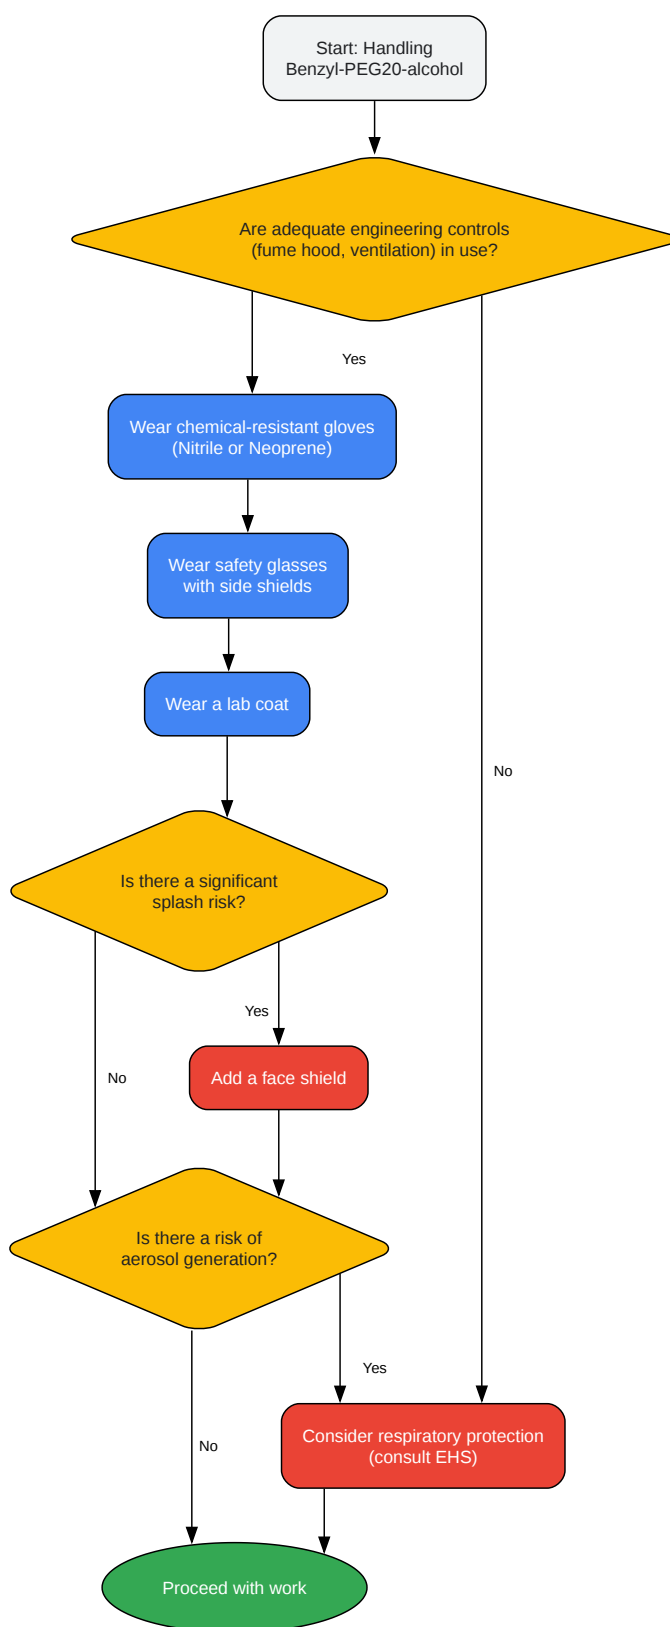 Start: Handling
Benzyl-PEG20-alcohol
Are adequate engineering controls
(fume hood, ventilation) in use?
Yes
Wear chemical-resistant gloves
(Nitrile or Neoprene)
Wear safety glasses
with side shields
Wear a lab coat
No
Is there a significant
splash risk?
Yes
No
Add a face shield
Is there a risk of
aerosol generation?
Yes
No
Consider respiratory protection
(consult EHS)
Proceed with work